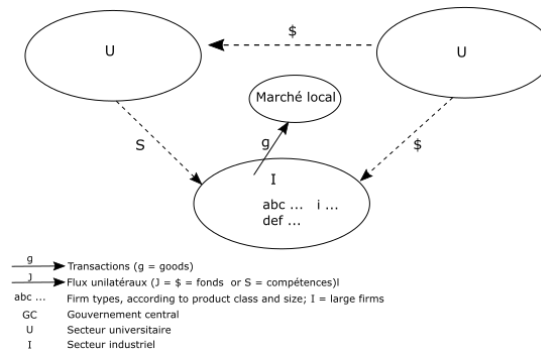 $
U
U
Marché local
S
g
$
I
abc ... i ...
def ...
g Transactions (g = goods)
J Flux unilatéraux (J = $ = fonds or S = compétences)l
abc ... Firm types, according to product class and size; I = large firms
GC Gouvernement central
U Secteur universitaire
I Secteur industriel